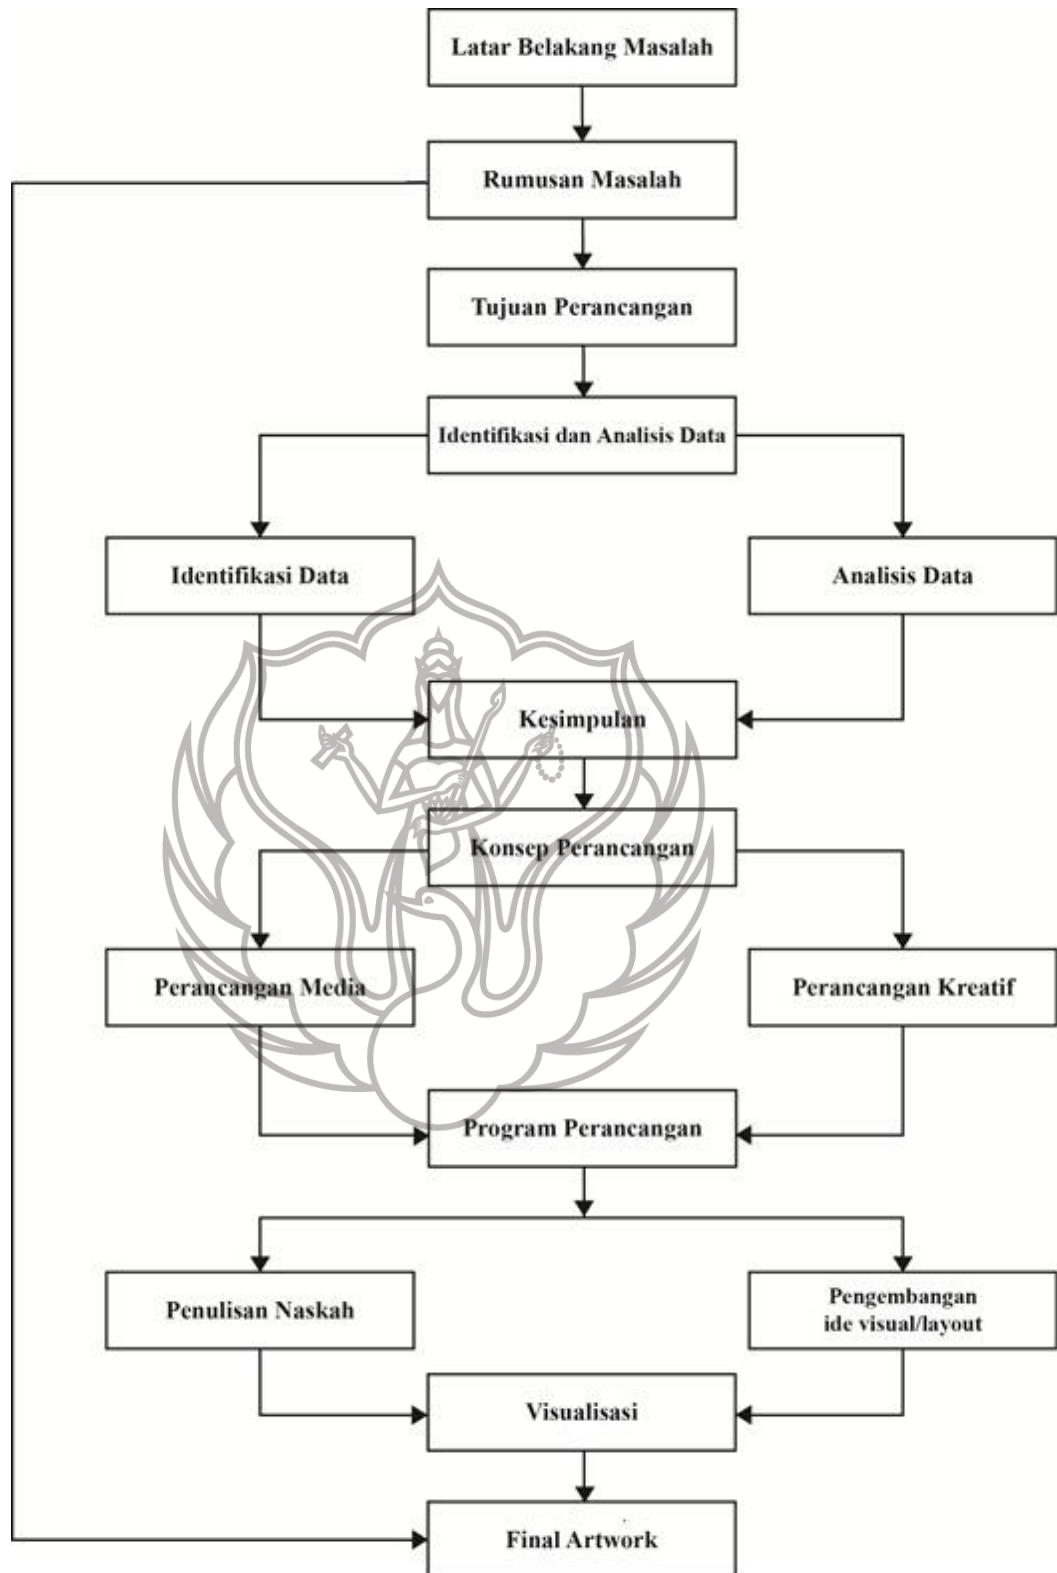 Latar Belakang Masalah
Rumusan Masalah
Tujuan Perancangan
Identifikasi dan Analisis Data
Identifikasi Data
Analisis Data
Kesimpulan
Konsep Perancangan
Perancangan Media
Perancangan Kreatif
Program Perancangan
Penulisan Naskah
Pengembangan
ide visual/layout
Visualisasi
Final Artwork